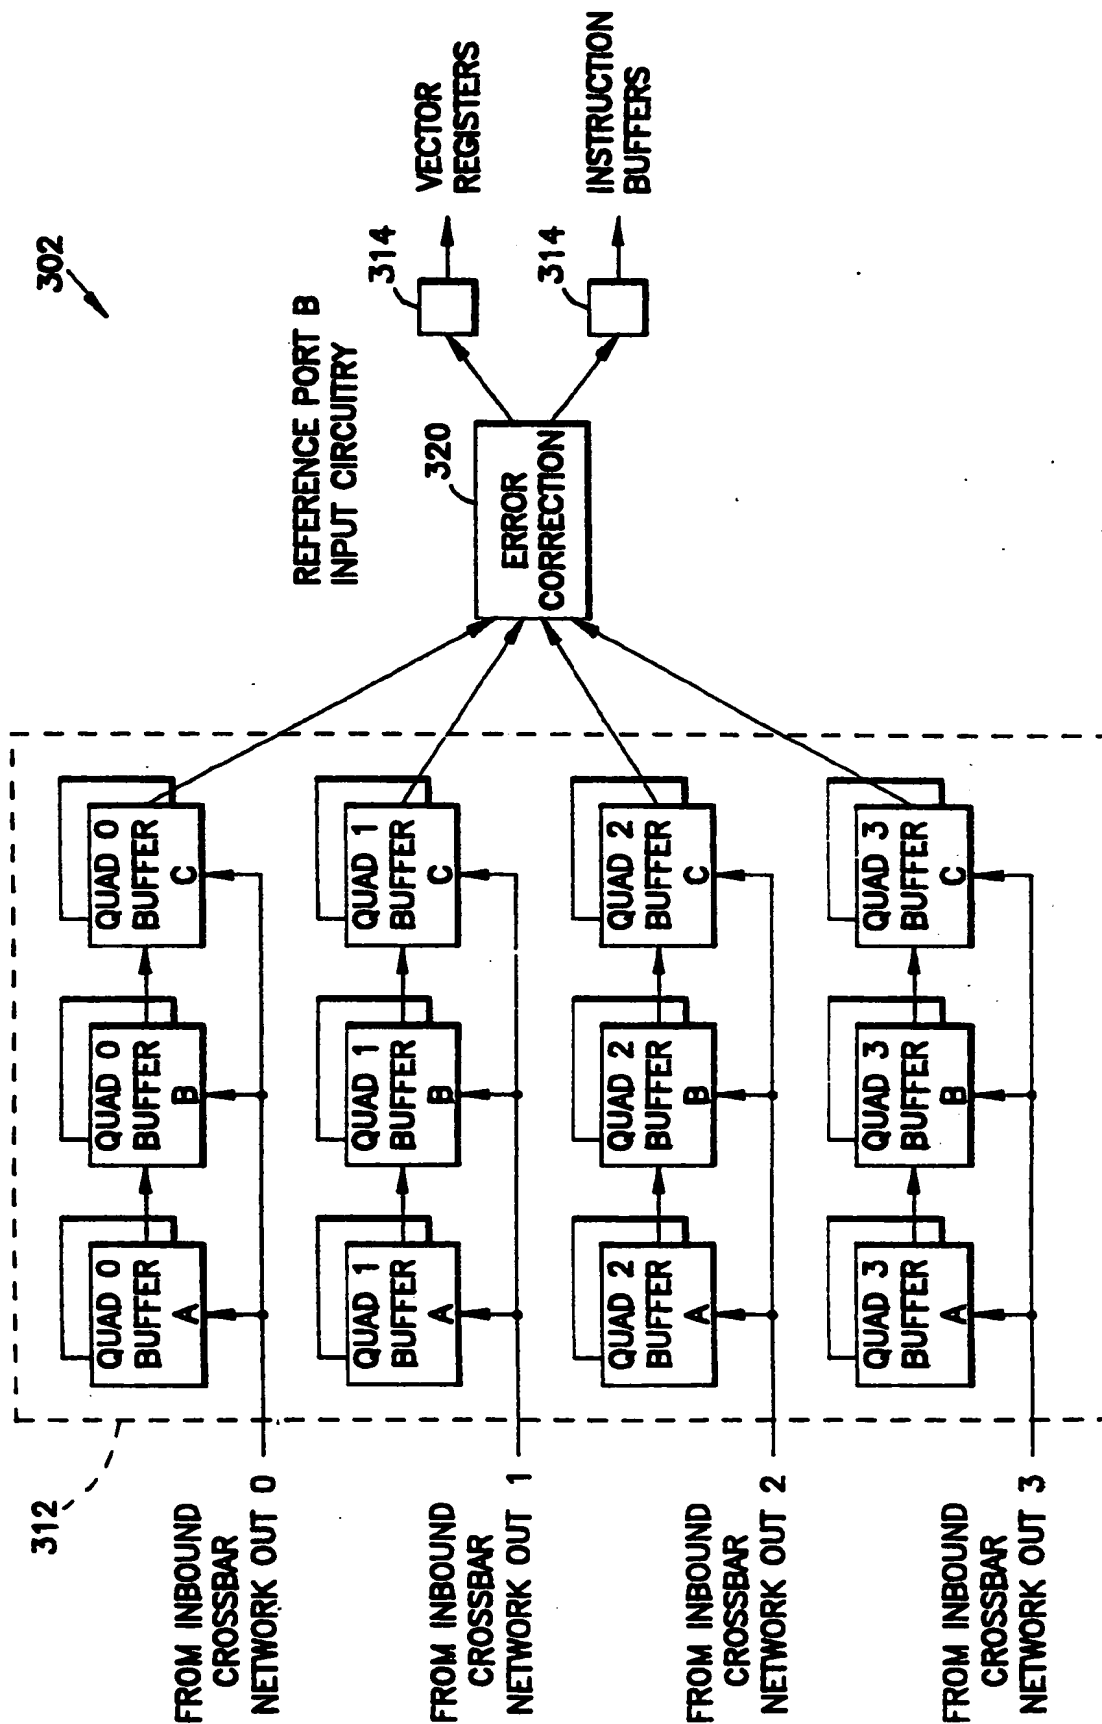 302
REFERENCE PORT B
INPUT CIRCUITRY
312
FROM INBOUND
CROSSBAR
NETWORK OUT 0
QUAD 0
BUFFER
A
QUAD 0
BUFFER
B
QUAD 0
BUFFER
C
FROM INBOUND
CROSSBAR
NETWORK OUT 1
QUAD 1
BUFFER
A
QUAD 1
BUFFER
B
QUAD 1
BUFFER
C
FROM INBOUND
CROSSBAR
NETWORK OUT 2
QUAD 2
BUFFER
A
QUAD 2
BUFFER
B
QUAD 2
BUFFER
C
FROM INBOUND
CROSSBAR
NETWORK OUT 3
QUAD 3
BUFFER
A
QUAD 3
BUFFER
B
QUAD 3
BUFFER
C
320
ERROR
CORRECTION
314
VECTOR
REGISTERS
314
INSTRUCTION
BUFFERS